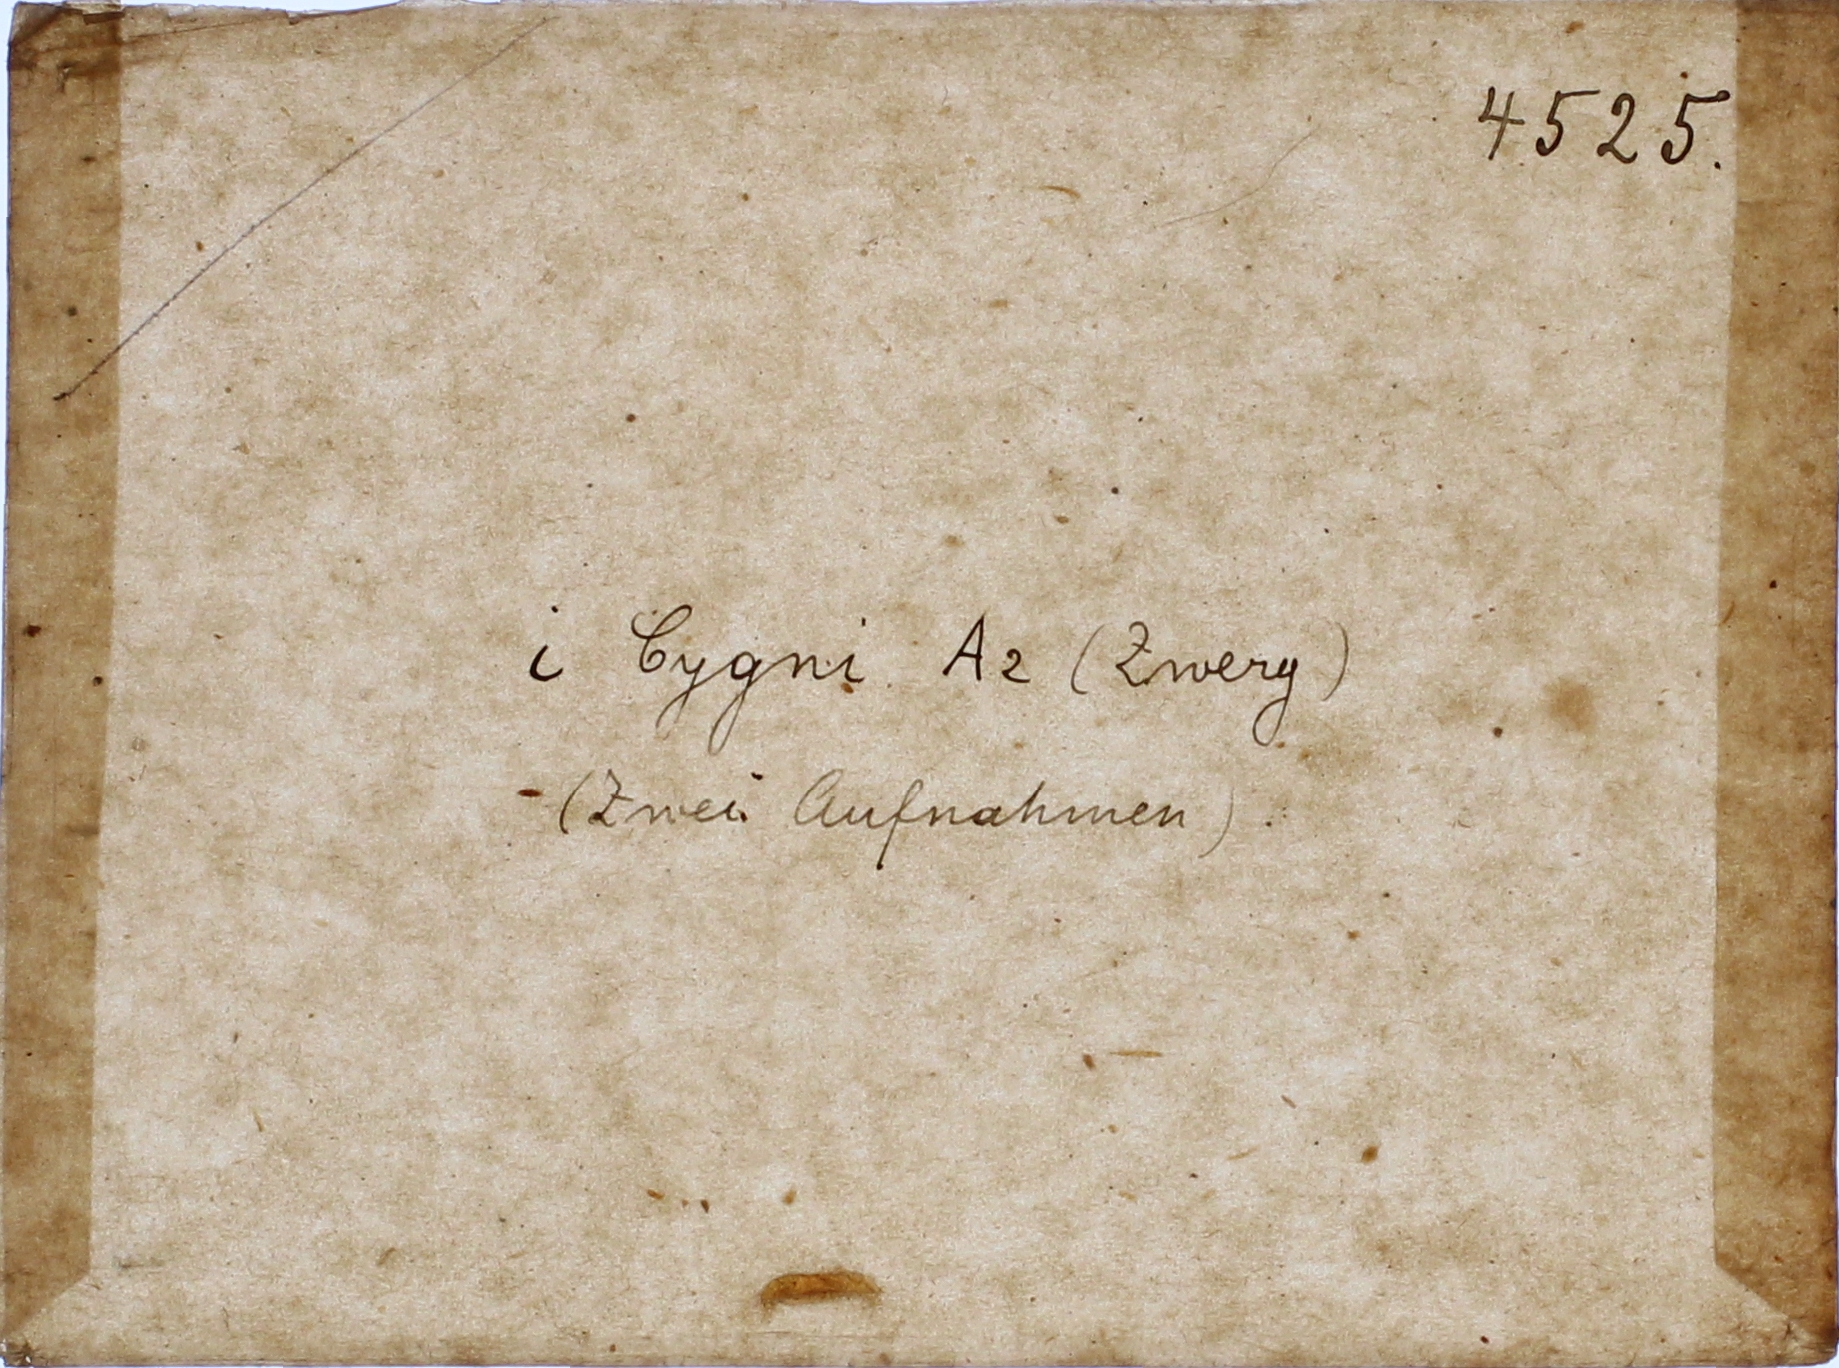 4525.
i Cygni A2 (Zwerg)
(Zwei Aufnahmen).